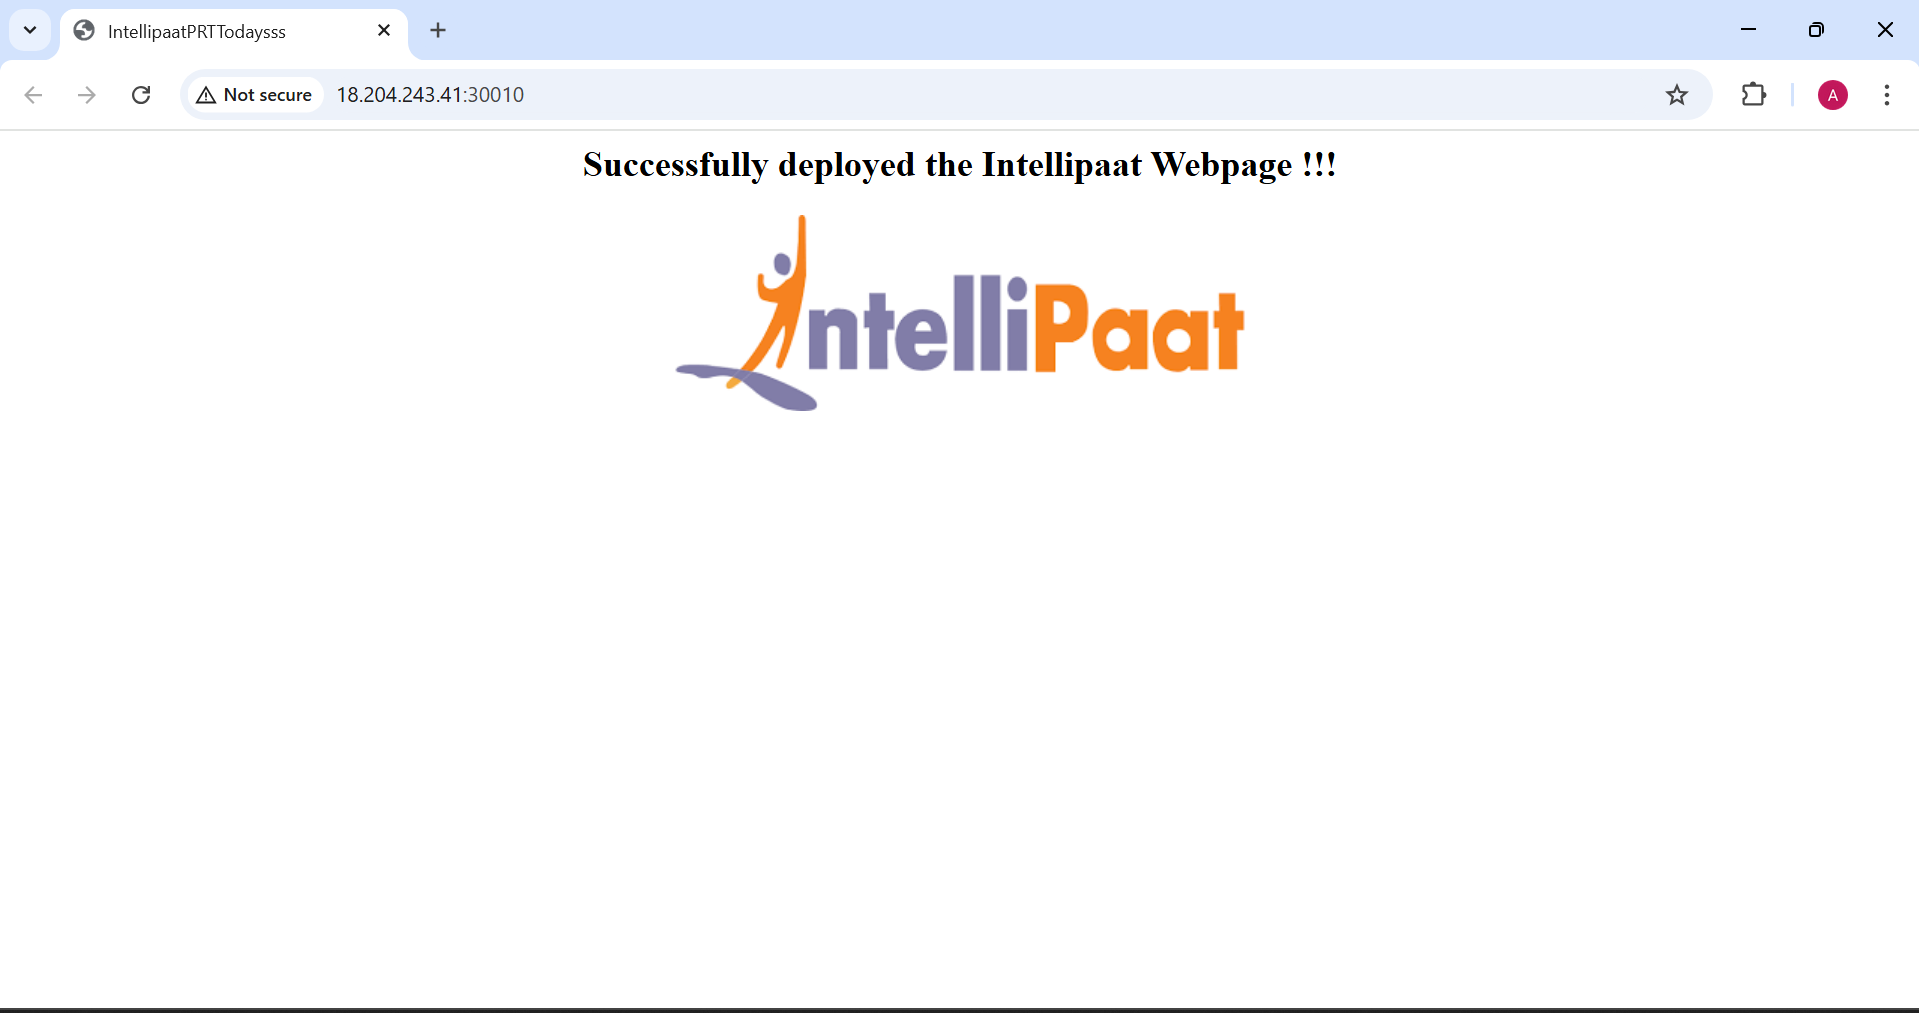 IntellipaatPRTTodaysss
Not secure
18.204.243.41:30010
A
Successfully deployed the Intellipaat Webpage !!!
IntelliPaat